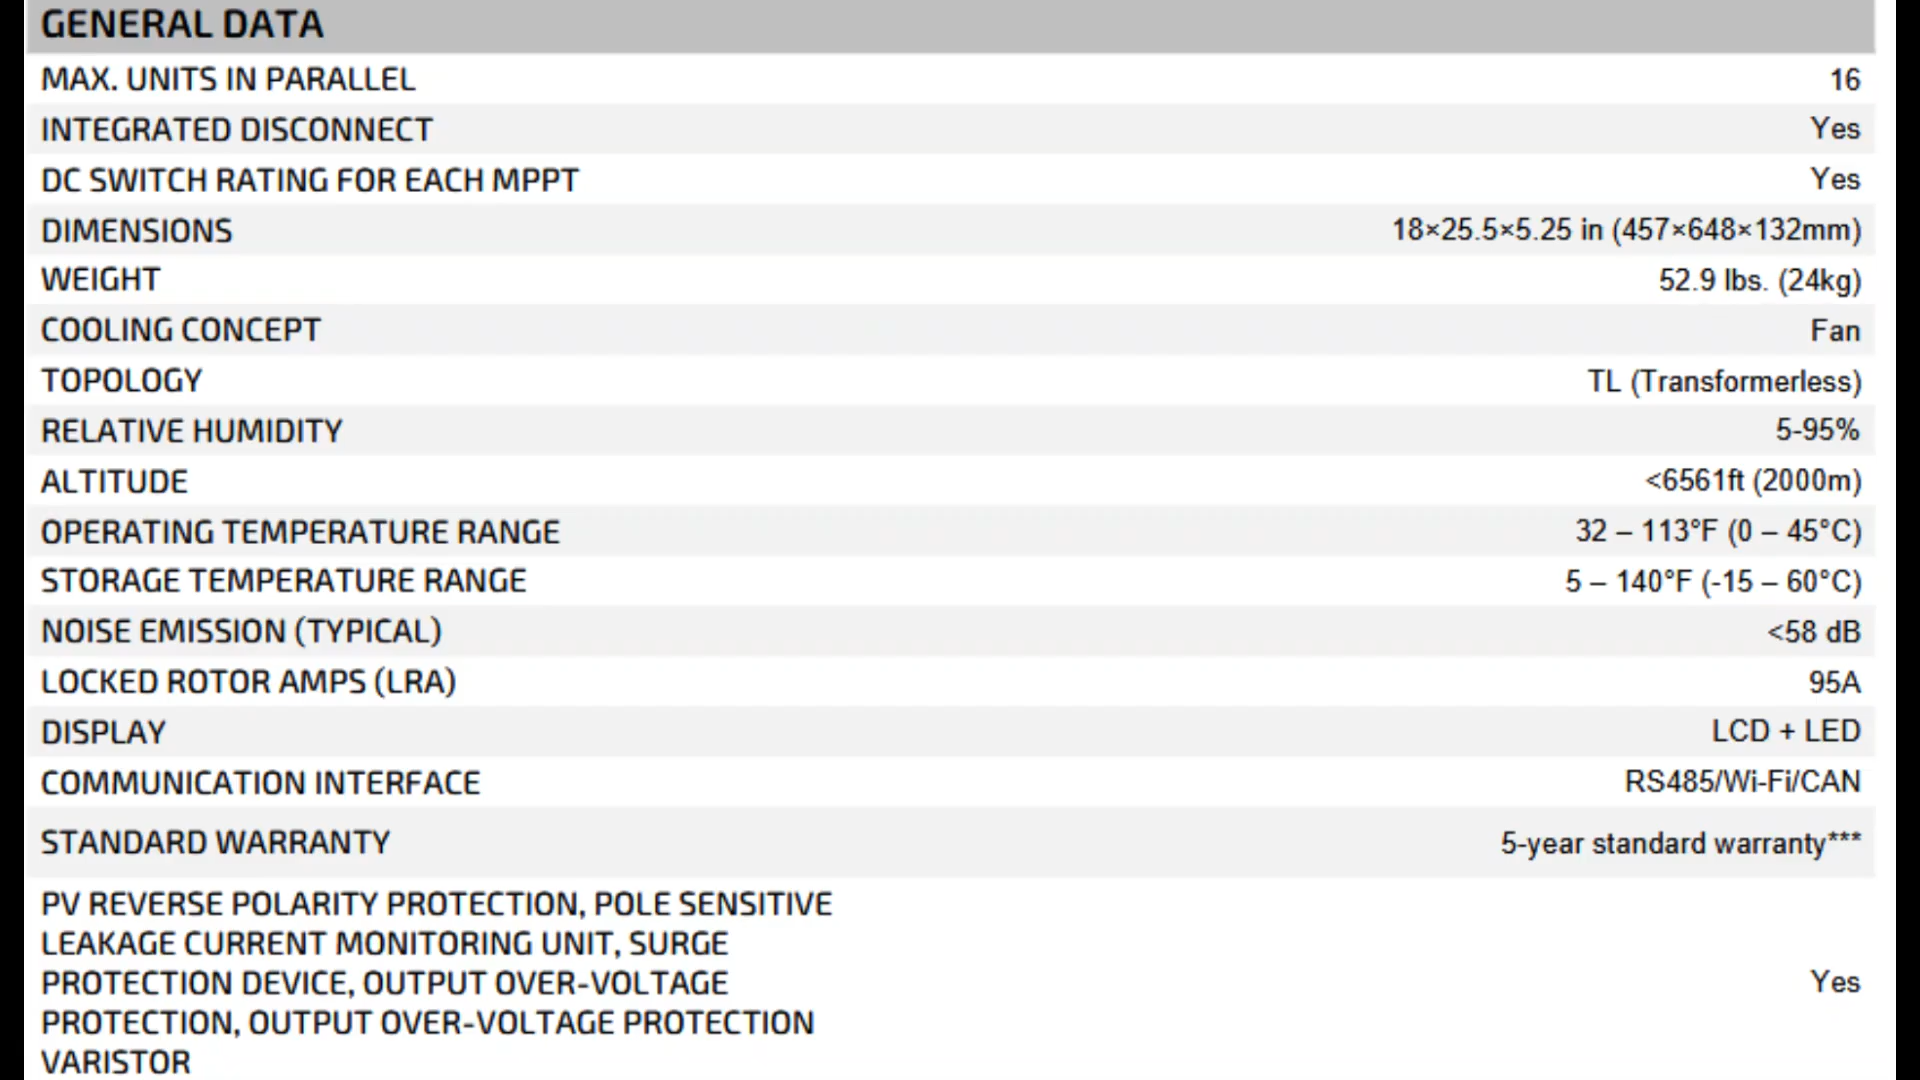 GENERAL DATA
MAX. UNITS IN PARALLEL 16
INTEGRATED DISCONNECT Yes
DC SWITCH RATING FOR EACH MPPT Yes
DIMENSIONS 18×25.5×5.25 in (457×648×132mm)
WEIGHT 52.9 lbs. (24kg)
COOLING CONCEPT Fan
TOPOLOGY TL (Transformerless)
RELATIVE HUMIDITY 5-95%
ALTITUDE <6561ft (2000m)
OPERATING TEMPERATURE RANGE 32 – 113°F (0 – 45°C)
STORAGE TEMPERATURE RANGE 5 – 140°F (-15 – 60°C)
NOISE EMISSION (TYPICAL) <58 dB
LOCKED ROTOR AMPS (LRA) 95A
DISPLAY LCD + LED
COMMUNICATION INTERFACE RS485/Wi-Fi/CAN
STANDARD WARRANTY 5-year standard warranty***
PV REVERSE POLARITY PROTECTION, POLE SENSITIVE
LEAKAGE CURRENT MONITORING UNIT, SURGE
PROTECTION DEVICE, OUTPUT OVER-VOLTAGE Yes
PROTECTION, OUTPUT OVER-VOLTAGE PROTECTION
VARISTOR